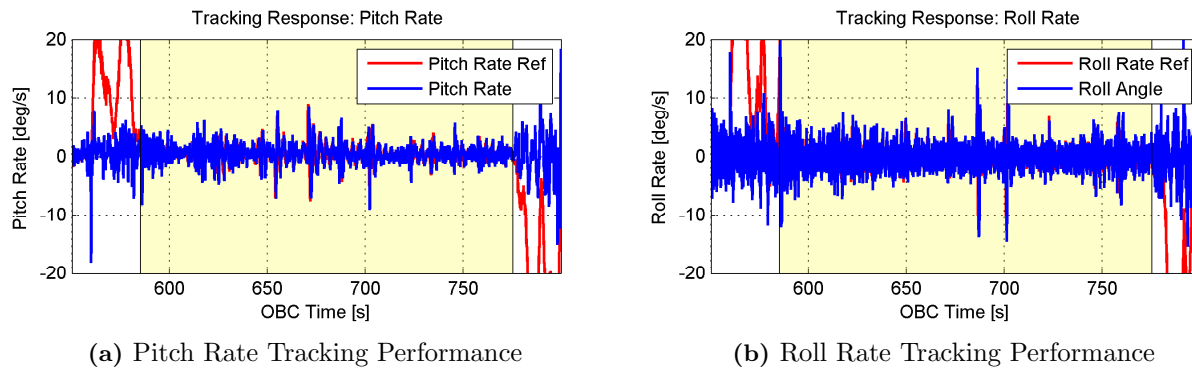 Tracking Response: Pitch Rate
20
10
0
-10
-20
Pitch Rate [deg/s]
Pitch Rate Ref
Pitch Rate
600
650
700
750
OBC Time [s]
(a) Pitch Rate Tracking Performance
Tracking Response: Roll Rate
20
10
0
-10
-20
Roll Rate [deg/s]
Roll Rate Ref
Roll Angle
600
650
700
750
OBC Time [s]
(b) Roll Rate Tracking Performance